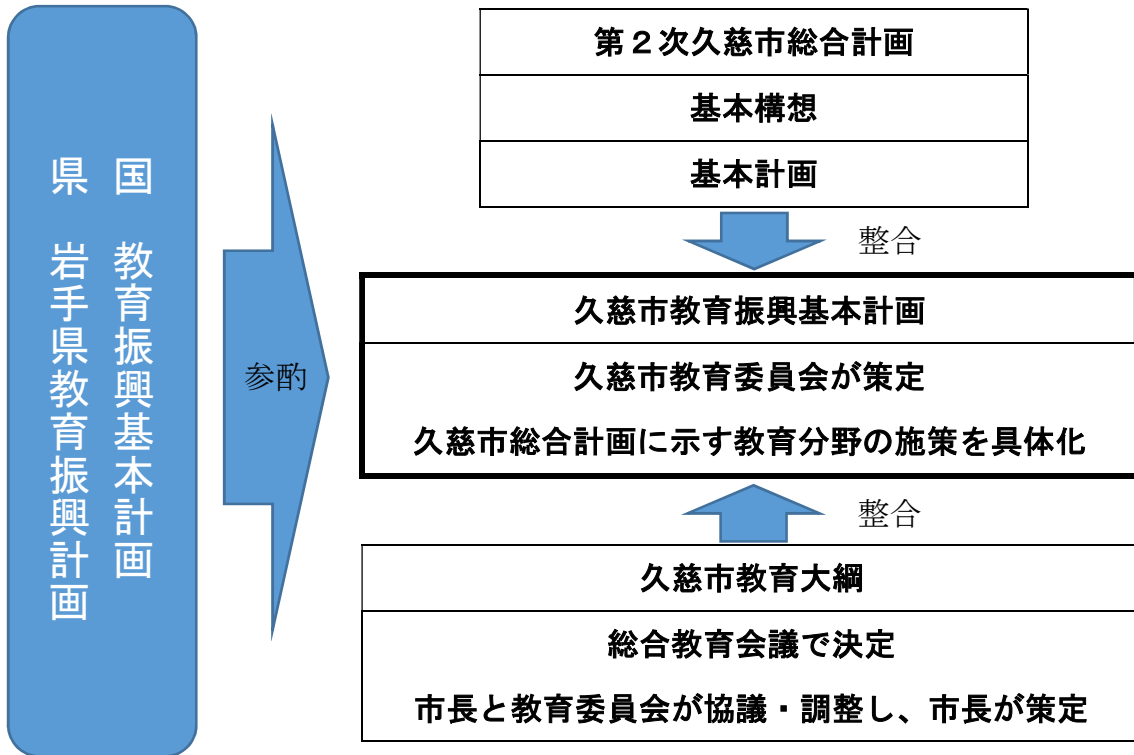 国 教育振興基本計画
県 岩手県教育振興計画
参酌
第２次久慈市総合計画
基本構想
基本計画
整合
久慈市教育振興基本計画
久慈市教育委員会が策定
久慈市総合計画に示す教育分野の施策を具体化
整合
久慈市教育大綱
総合教育会議で決定
市長と教育委員会が協議・調整し、市長が策定